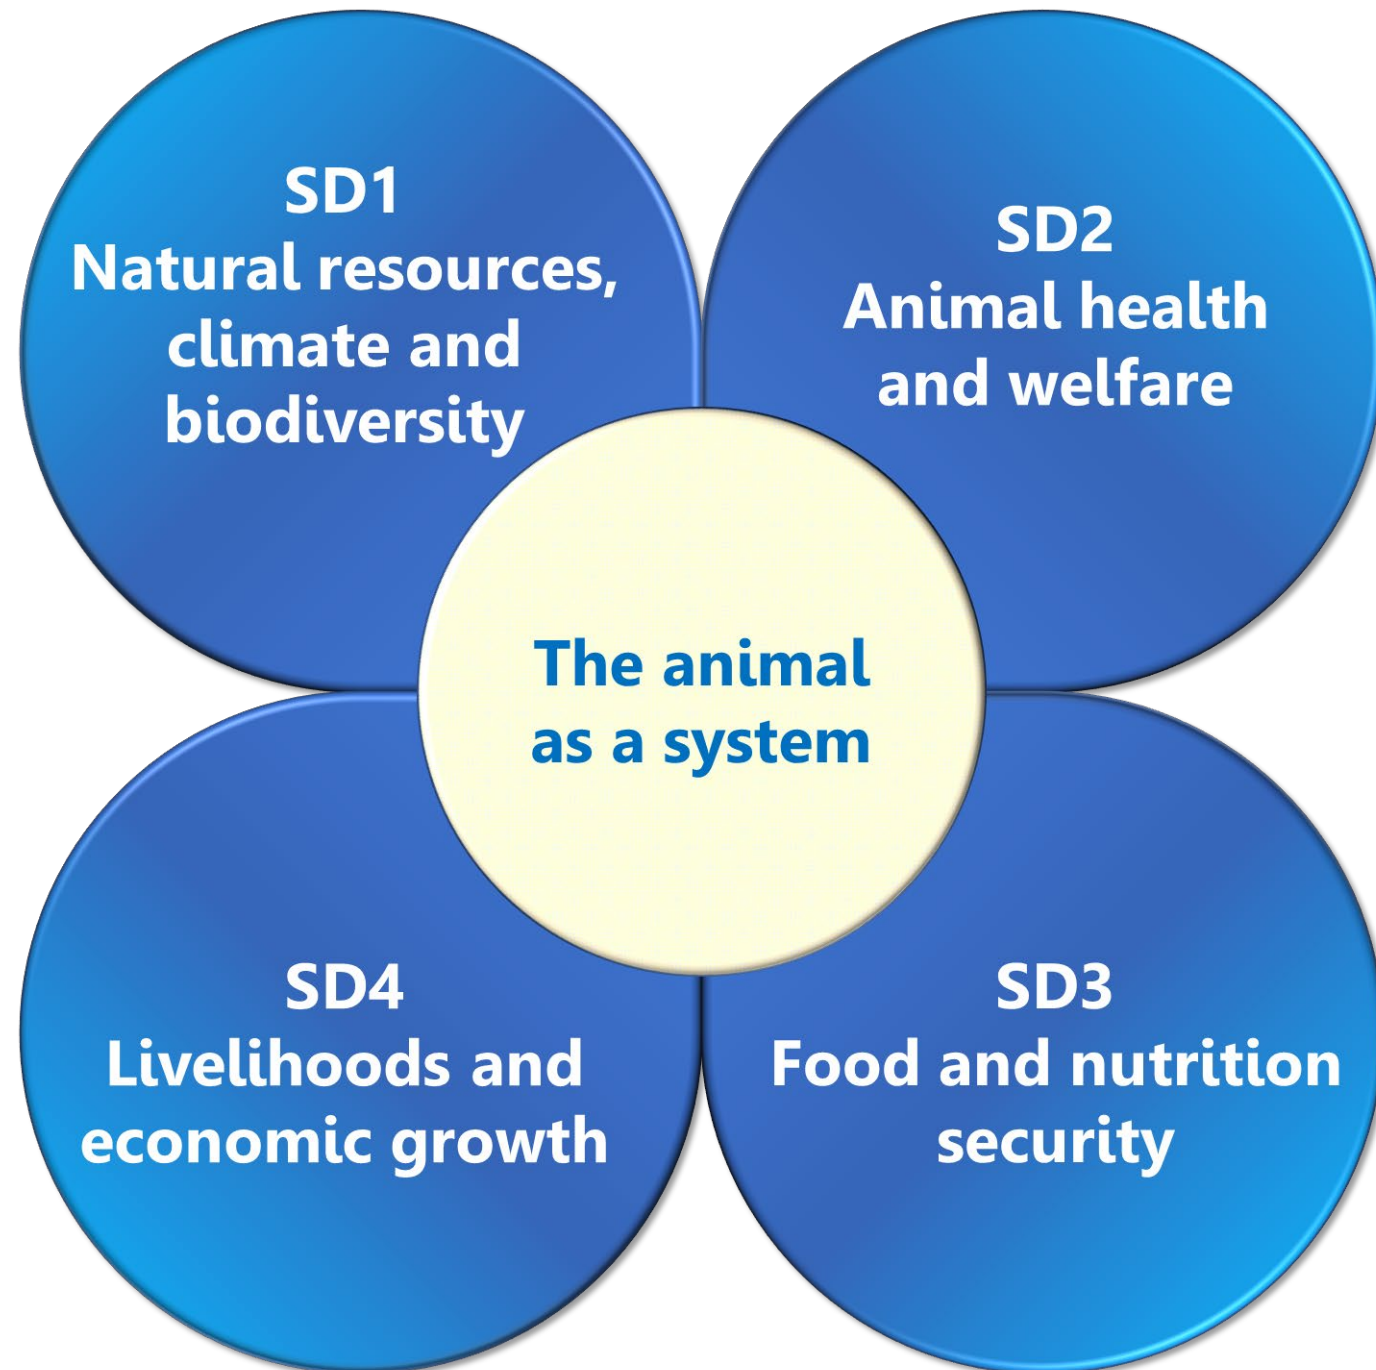 SD1
Natural resources,
climate and
biodiversity
SD2
Animal health
and welfare
The animal
as a system
SD4
Livelihoods and
economic growth
SD3
Food and nutrition
security